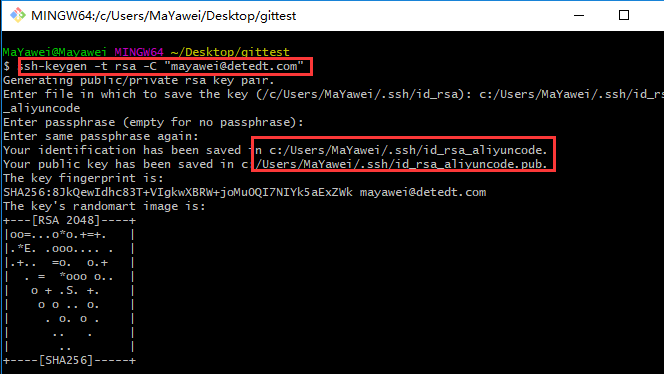 MINGW64:/c/Users/MaYawei/Desktop/gittest
MaYawei@Mayawei MINGW64 ~/Desktop/gittest
$ ssh-keygen -t rsa -C "mayawei@detedt.com"
Generating public/private rsa key pair.
Enter file in which to save the key (/c/Users/MaYawei/.ssh/id_rsa): c:/Users/MaYawei/.ssh/id_rsa
_aliyuncode
Enter passphrase (empty for no passphrase):
Enter same passphrase again:
Your identification has been saved in c:/Users/MaYawei/.ssh/id_rsa_aliyuncode.
Your public key has been saved in c:/Users/MaYawei/.ssh/id_rsa_aliyuncode.pub.
The key fingerprint is:
SHA256:8JkQewIdhc83T+VIgkwXBRW+joMuOQI7NIYk5aExZWk mayawei@detedt.com
The key's randomart image is:
+---[RSA 2048]----+
|oo=...o*o.+=+.   |
|.*E. .ooo.... .  |
|.+..  =o.  o.+   |
|  . =  *ooo o..  |
|   o + .S. +.    |
|    o o .. o.    |
|     . o. o .    |
|      ..   .     |
|       ..        |
+----[SHA256]-----+